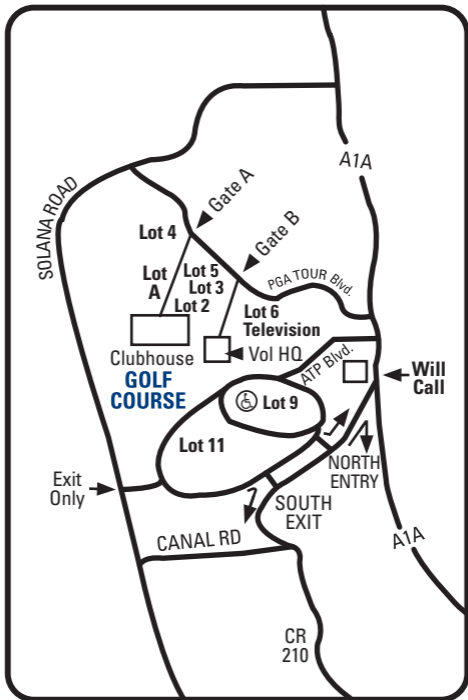 A1A
SOLANA ROAD
Gate A
Lot 4
Gate B
Lot
A
Lot 5
Lot 3
Lot 2
PGA TOUR Blvd.
Lot 6
Television
Clubhouse
Vol HQ
GOLF
COURSE
ATP Blvd.
Will
Call
Lot 9
Lot 11
NORTH
ENTRY
Exit
Only
SOUTH
EXIT
CANAL RD
A1A
CR
210